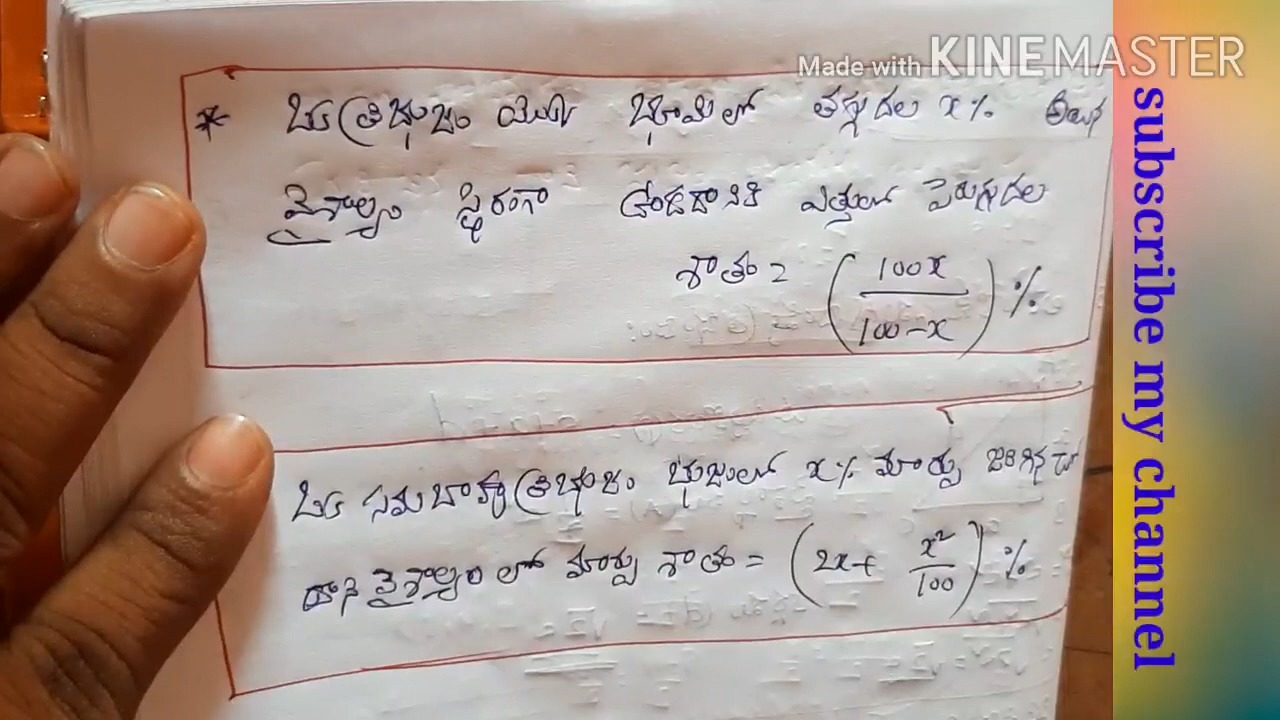 Made with KINEMASTER
* ఒక త్రిభుజం యొక్క భూమిలో తగ్గుదల x% అయిన
వైశాల్యం స్థిరంగా ఉండడానికి ఎత్తులో పెరుగుదల
శాతం = (100x / 100-x) %
ఒక సమబాహు త్రిభుజం భుజంలో x% మార్పు జరిగినచో
దాని వైశాల్యంలో మార్పు శాతం = (2x + x²/100) %
subscribe my channel